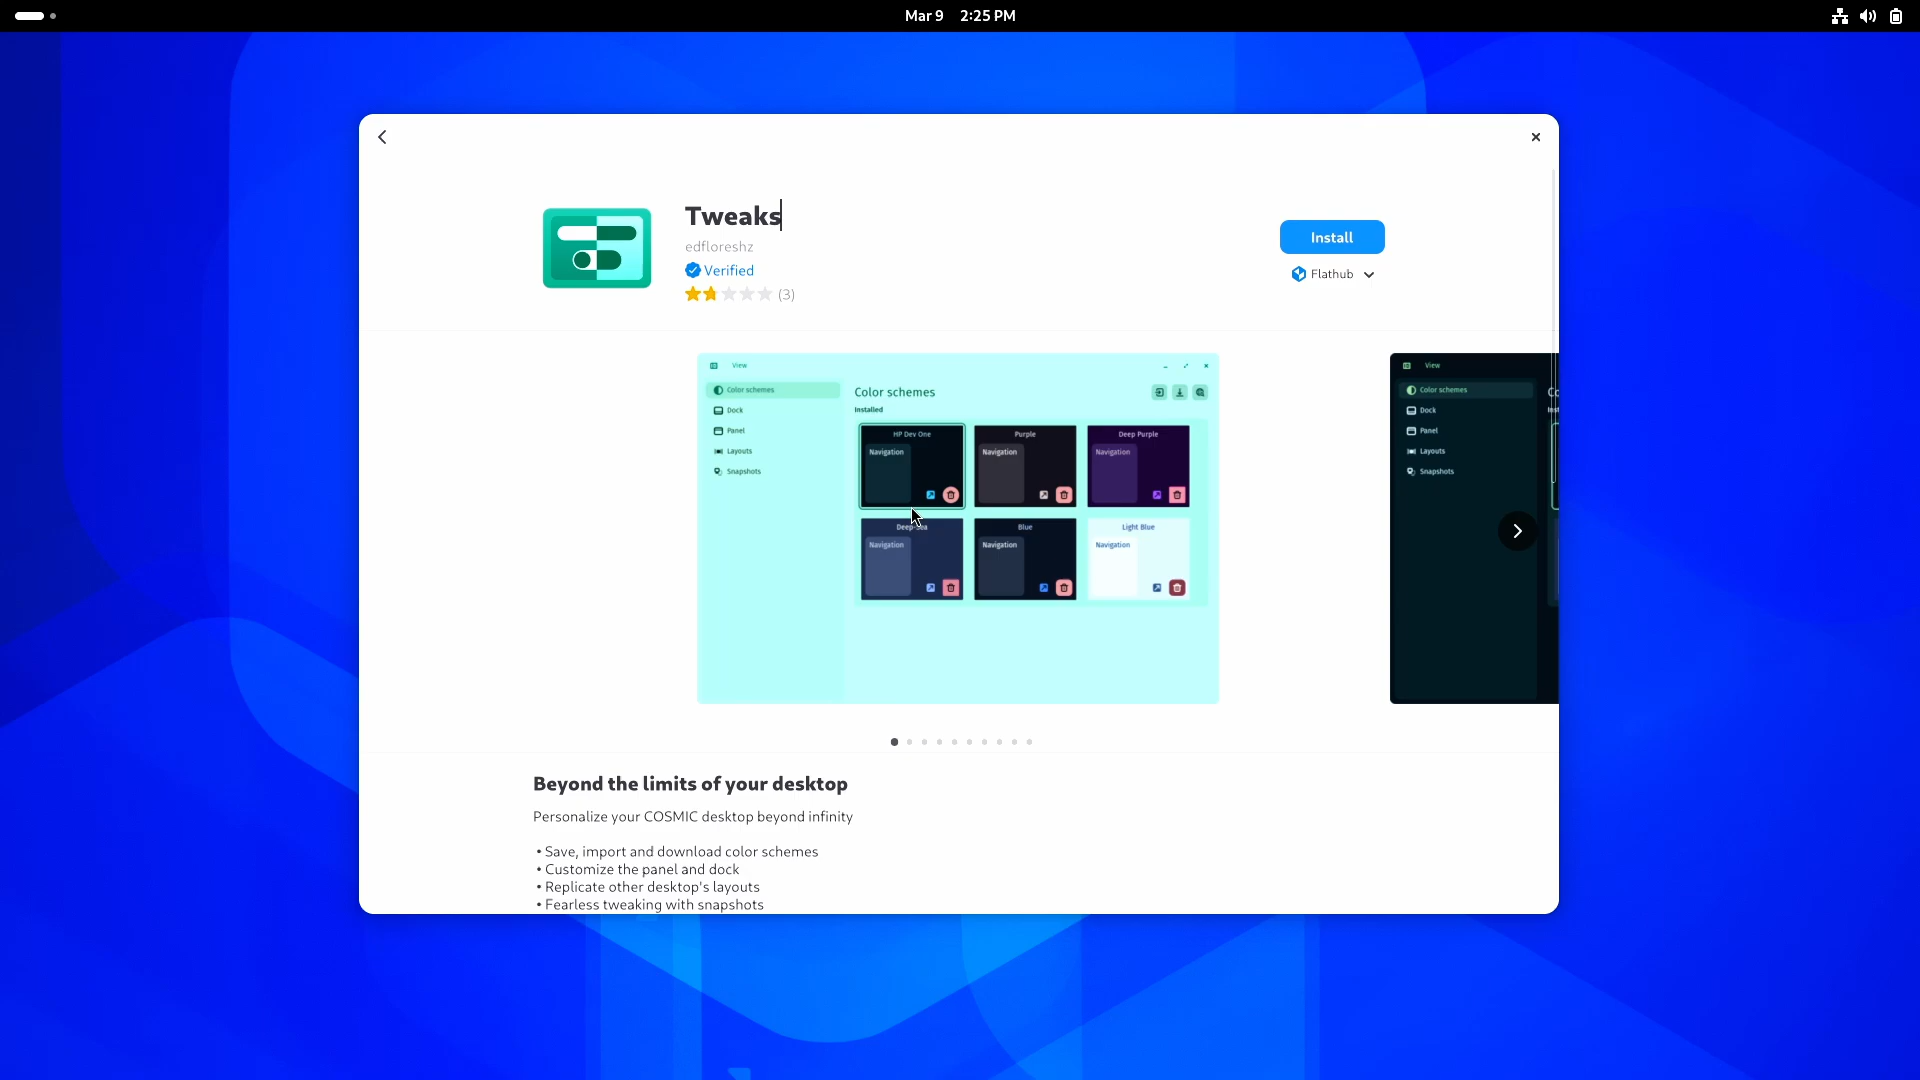 Mar 9 2:25 PM
Tweaks
edfloreshz
Verified
(3)
Install
Flathub
View
Color schemes
Dock
Panel
Layouts
Snapshots
Color schemes
Installed
HP Dev One
Navigation
Purple
Navigation
Deep Purple
Navigation
Deep Sea
Navigation
Blue
Navigation
Light Blue
Navigation
View
Color schemes
Dock
Panel
Layouts
Snapshots
Beyond the limits of your desktop
Personalize your COSMIC desktop beyond infinity
• Save, import and download color schemes
• Customize the panel and dock
• Replicate other desktop's layouts
• Fearless tweaking with snapshots